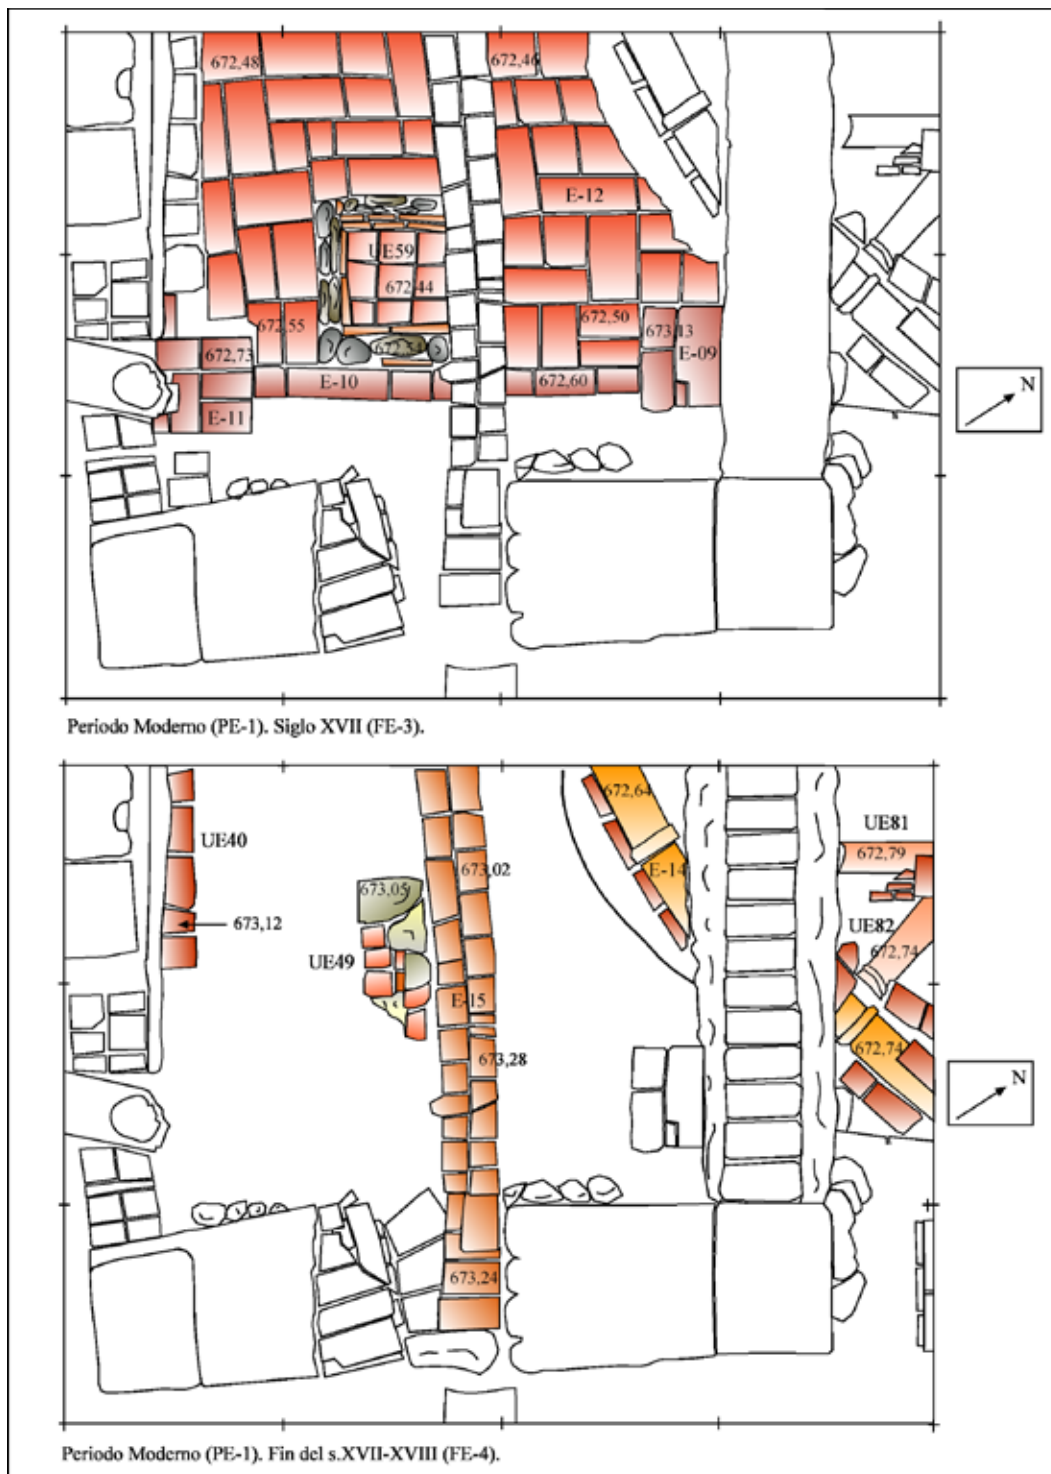 672,48
672,46
E-12
UE59
672,44
672,55
672,50
673,13
672,73
E-09
E-10
672,60
E-11
N
Periodo Moderno (PE-1). Siglo XVII (FE-3).
672,64
UE81
UE40
672,79
673,05
673,02
E-14
673,12
UE82
672,74
UE49
E-15
672,74
673,28
N
673,24
Periodo Moderno (PE-1). Fin del s.XVII-XVIII (FE-4).